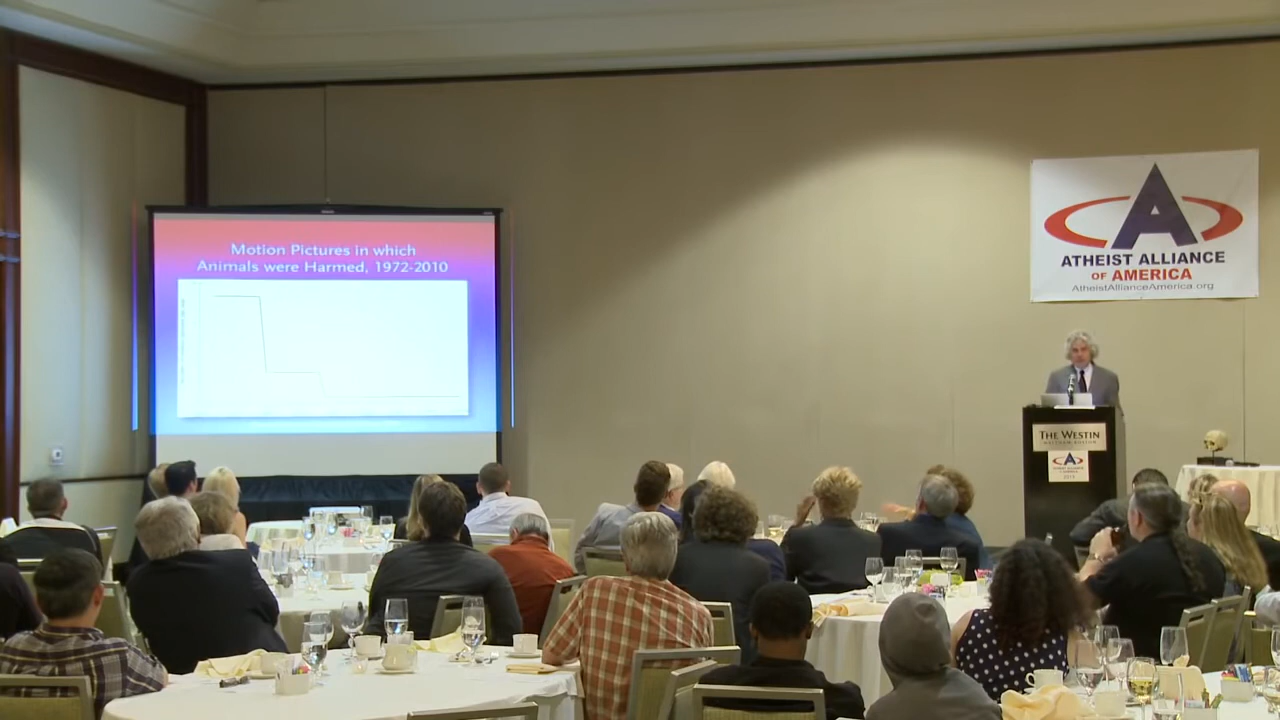 Motion Pictures in which
Animals were Harmed, 1972-2010
A
ATHEIST ALLIANCE
OF AMERICA
AtheistAllianceAmerica.org
THE WESTIN